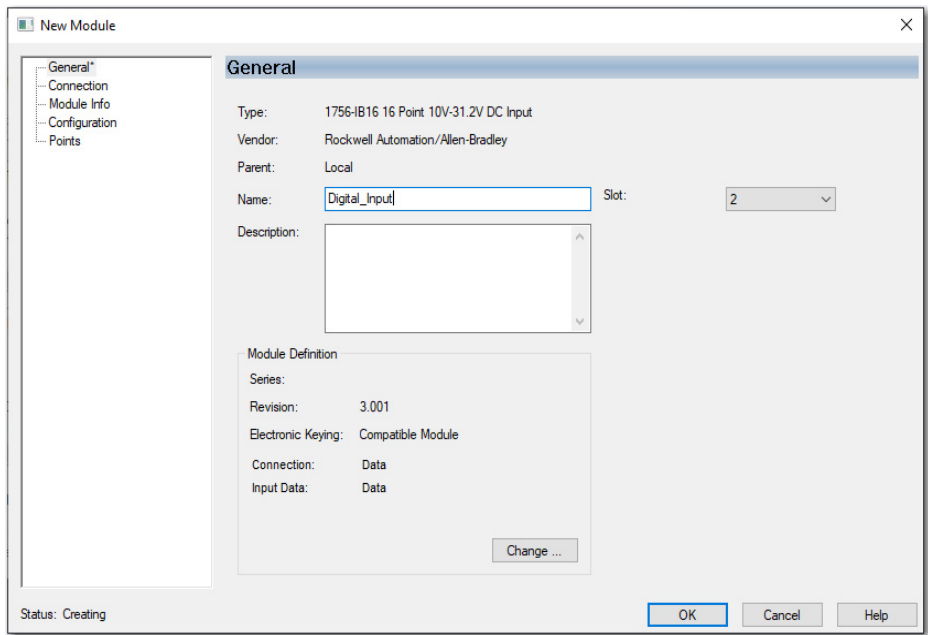 New Module
General*
Connection
Module Info
Configuration
Points
General
Type: 1756-IB16 16 Point 10V-31.2V DC Input
Vendor: Rockwell Automation/Allen-Bradley
Parent: Local
Name: Digital_Input Slot: 2
Description:
Module Definition
Series:
Revision: 3.001
Electronic Keying: Compatible Module
Connection: Data
Input Data: Data
Change ...
Status: Creating OK Cancel Help